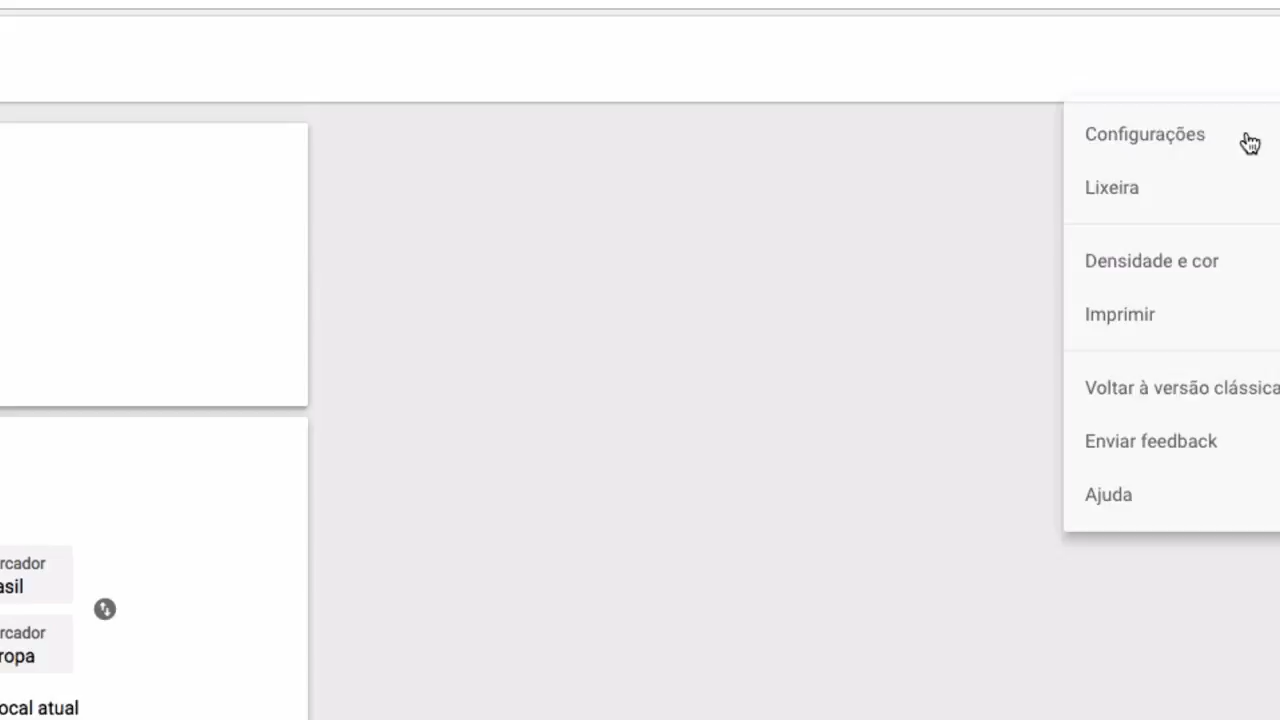 Configurações
Lixeira
Densidade e cor
Imprimir
Voltar à versão clássica
Enviar feedback
Ajuda
rcador
asil
rcador
ropa
ocal atual